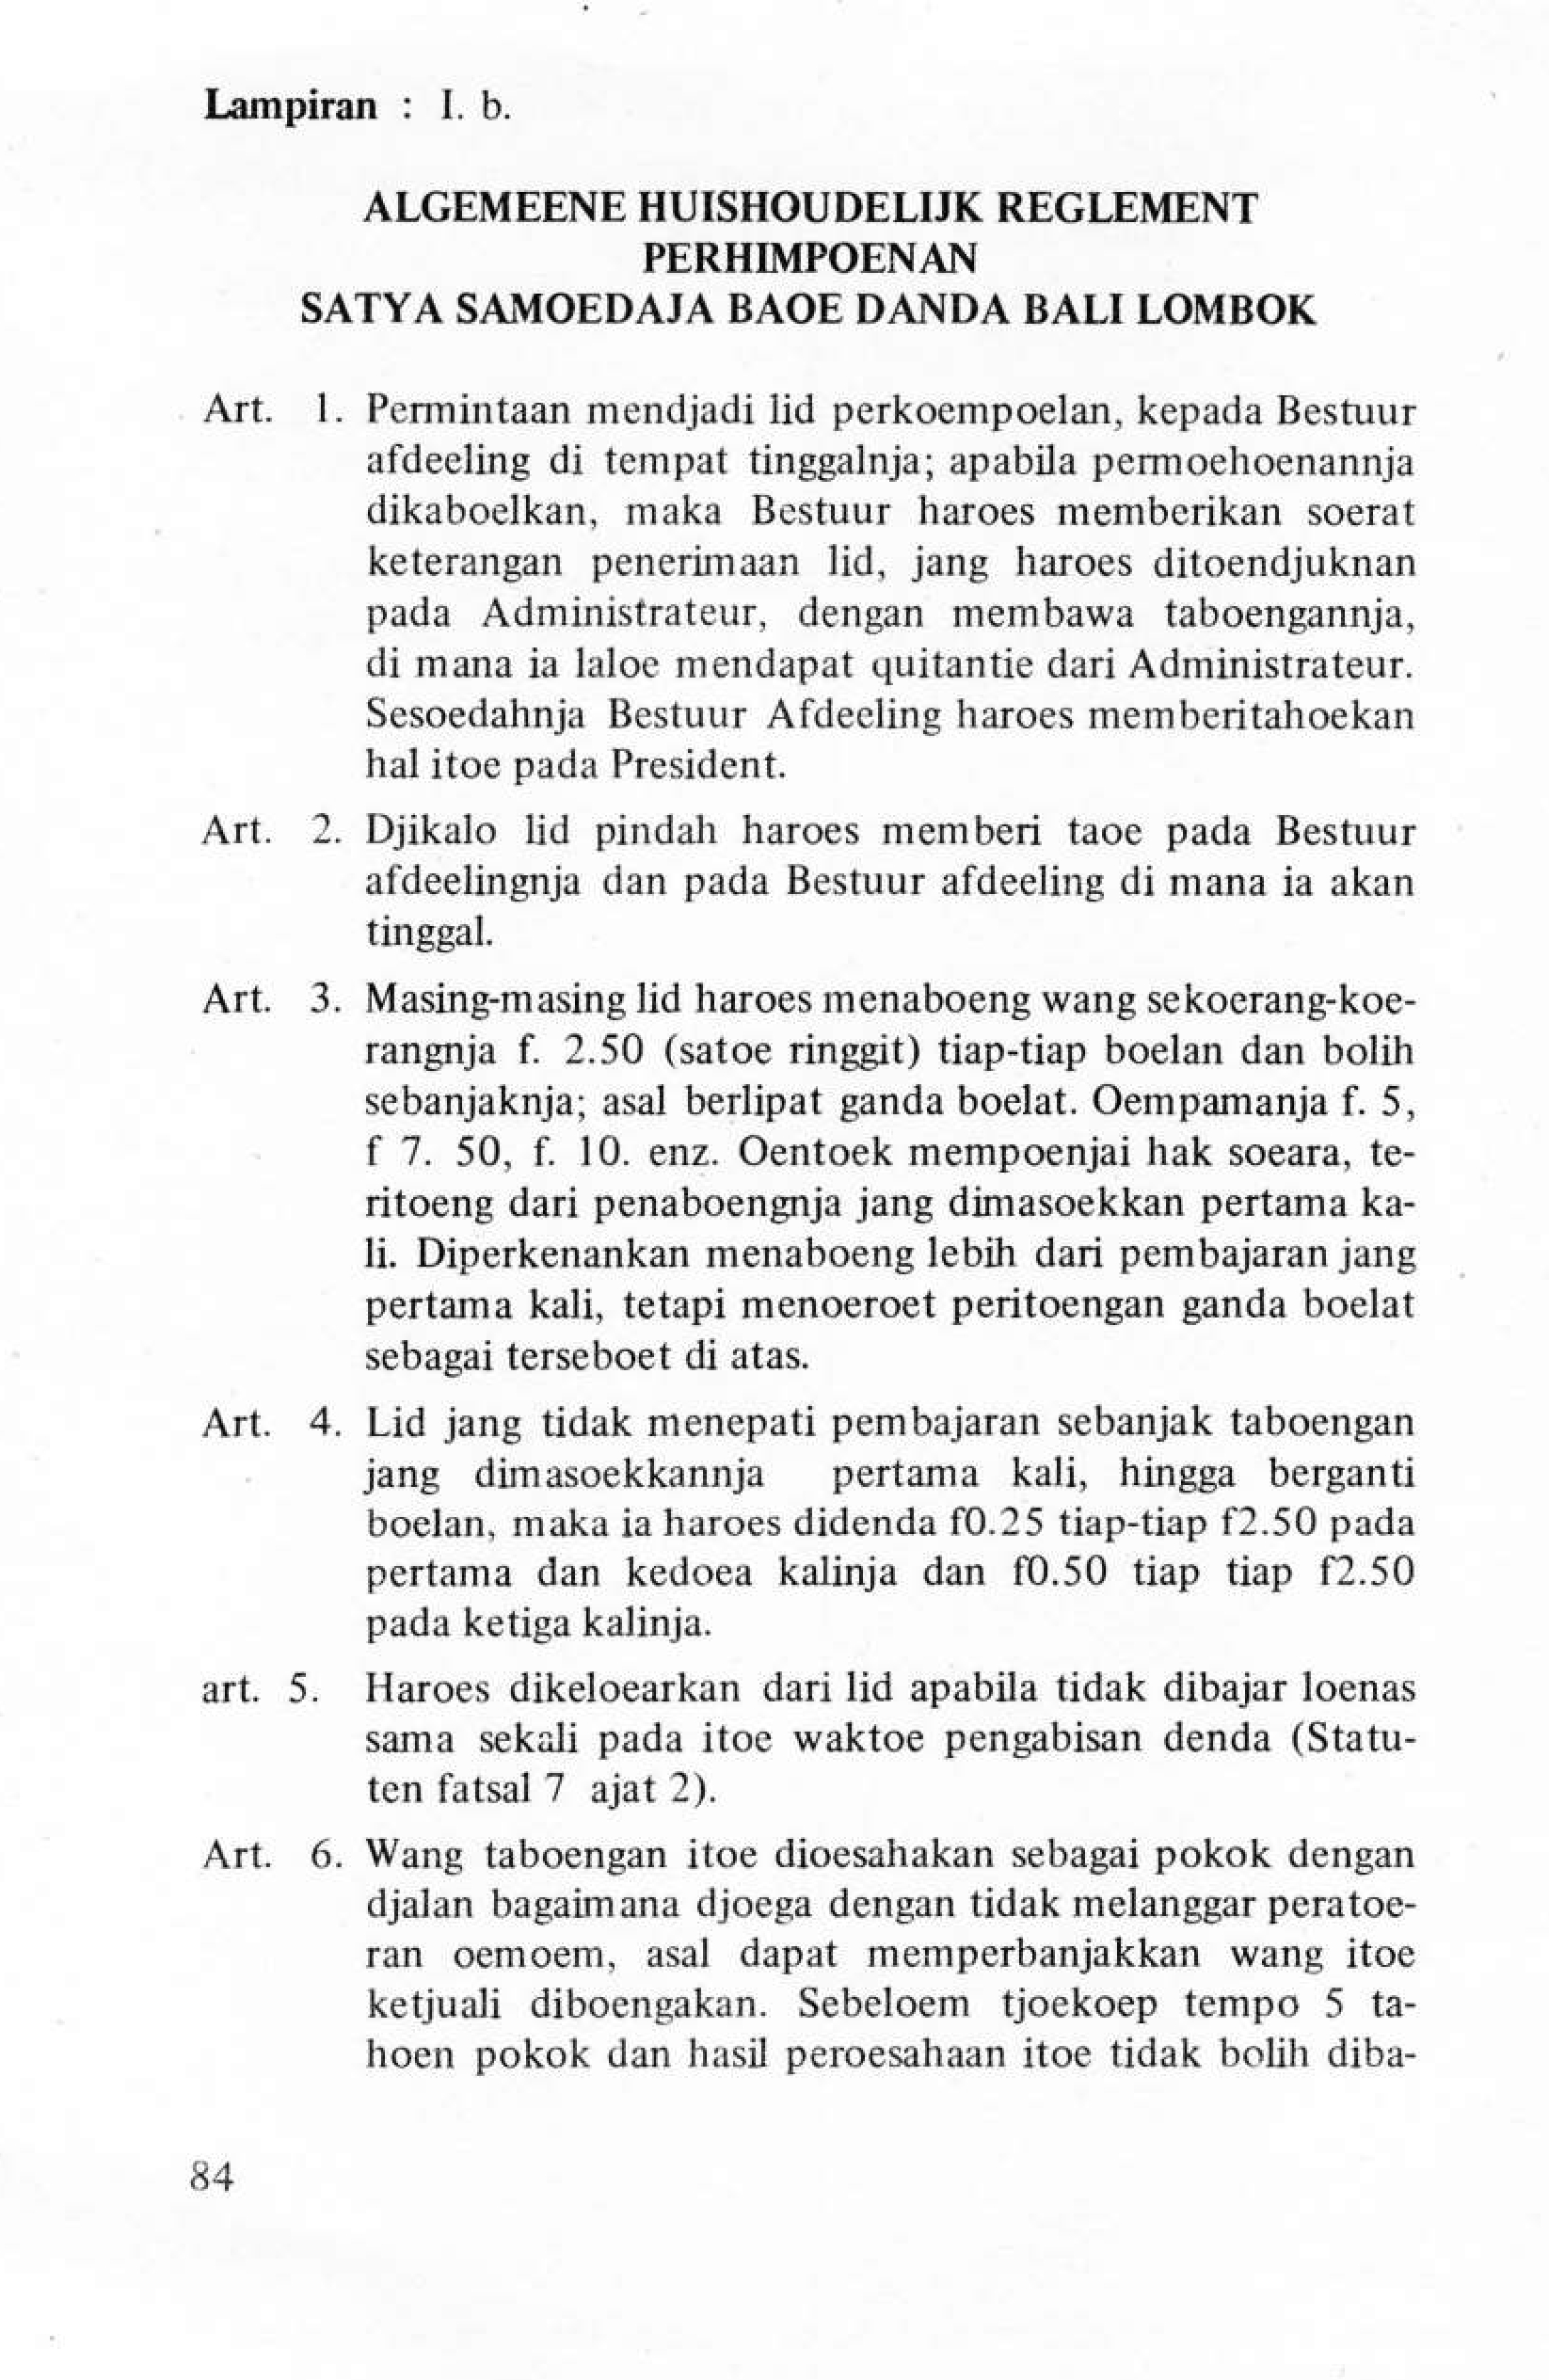 Lampiran : I. b.
ALGEMEENE HUISHOUDELIJK REGLEMENT
PERHIMPOENAN
SATYA SAMOEDAJA BAOE DANDA BALI LOMBOK
Art. 1. Permintaan mendjadi lid perkoempoelan, kepada Bestuur
afdeeling di tempat tinggalnja; apabila permoehoenannja
dikaboelkan, maka Bestuur haroes memberikan soerat
keterangan penerimaan lid, jang haroes ditoendjuknan
pada Administrateur, dengan membawa taboengannja,
di mana ia laloe mendapat quitantie dari Administrateur.
Sesoedahnja Bestuur Afdeeling haroes memberitahoekan
hal itoe pada President.
Art. 2. Djikalo lid pindah haroes memberi taoe pada Bestuur
afdeelingnja dan pada Bestuur afdeeling di mana ia akan
tinggal.
Art. 3. Masing-masing lid haroes menaboeng wang sekoerang-koe-
rangnja f. 2.50 (satoe ringgit) tiap-tiap boelan dan bolih
sebanjaknja; asal berlipat ganda boelat. Oempamanja f. 5,
f 7. 50, f. 10. enz. Oentoek mempoenjai hak soeara, te-
ritoeng dari penaboengnja jang dimasoekkan pertama ka-
li. Diperkenankan menaboeng lebih dari pembajaran jang
pertama kali, tetapi menoeroet peritoengan ganda boelat
sebagai terseboet di atas.
Art. 4. Lid jang tidak menepati pembajaran sebanjak taboengan
jang dimasoekkannja pertama kali, hingga berganti
boelan, maka ia haroes didenda f0.25 tiap-tiap f2.50 pada
pertama dan kedoea kalinja dan f0.50 tiap tiap f2.50
pada ketiga kalinja.
art. 5. Haroes dikeloearkan dari lid apabila tidak dibajar loenas
sama sekali pada itoe waktoe pengabisan denda (Statu-
ten fatsal 7 ajat 2).
Art. 6. Wang taboengan itoe dioesahakan sebagai pokok dengan
djalan bagaimana djoega dengan tidak melanggar peratoe-
ran oemoem, asal dapat memperbanjakkan wang itoe
ketjuali diboengakan. Sebeloem tjoekoep tempo 5 ta-
hoen pokok dan hasil peroesahaan itoe tidak bolih diba-
84